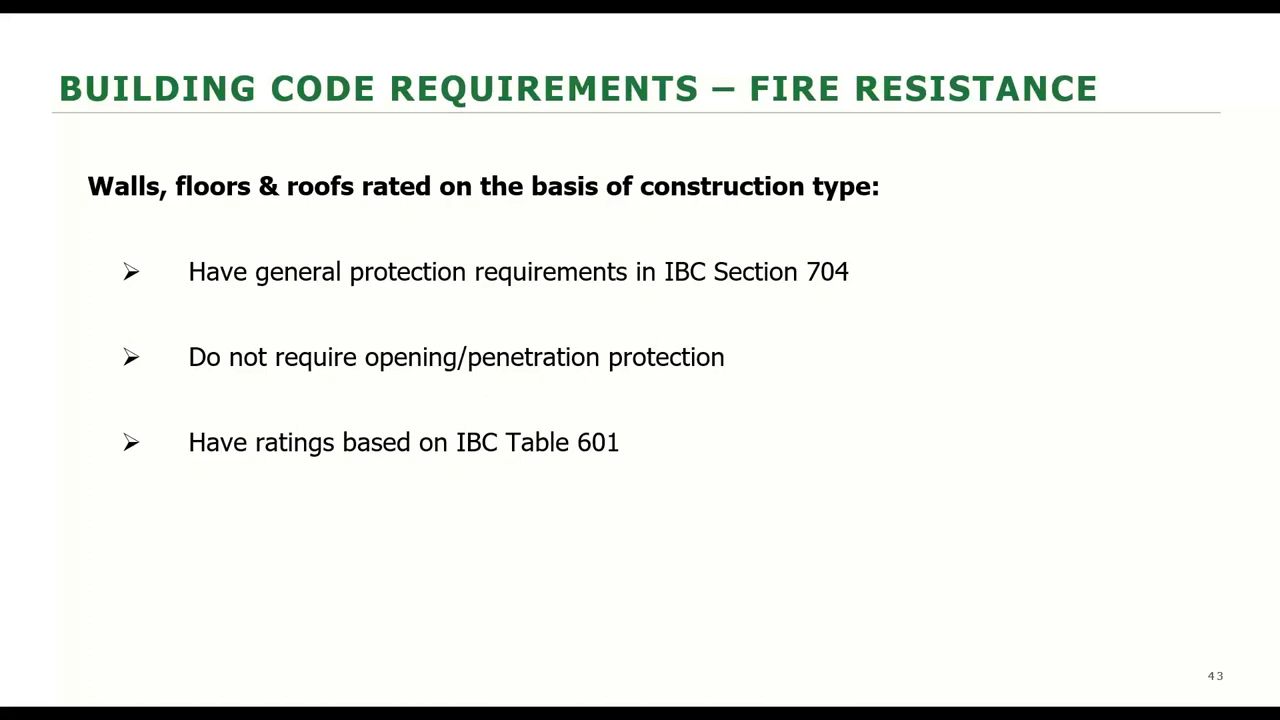 BUILDING CODE REQUIREMENTS – FIRE RESISTANCE
Walls, floors & roofs rated on the basis of construction type:
➢ Have general protection requirements in IBC Section 704
➢ Do not require opening/penetration protection
➢ Have ratings based on IBC Table 601
43